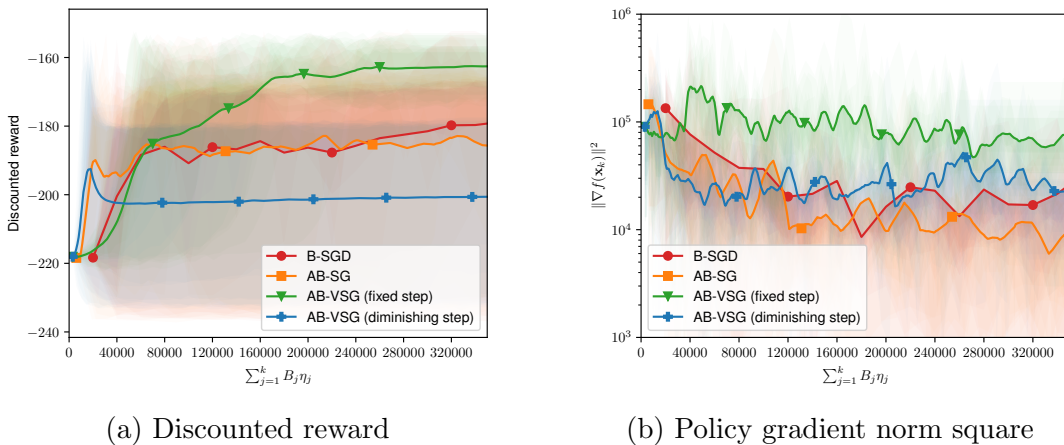 −160
−180
−200
−220
−240
Discounted reward
B-SGD
AB-SG
AB-VSG (fixed step)
AB-VSG (diminishing step)
0 40000 80000 120000 160000 200000 240000 280000 320000
∑_{j=1}^{k} B_j η_j
(a) Discounted reward
10^6
10^5
10^4
10^3
‖∇f(x_k)‖^2
B-SGD
AB-SG
AB-VSG (fixed step)
AB-VSG (diminishing step)
0 40000 80000 120000 160000 200000 240000 280000 320000
∑_{j=1}^{k} B_j η_j
(b) Policy gradient norm square